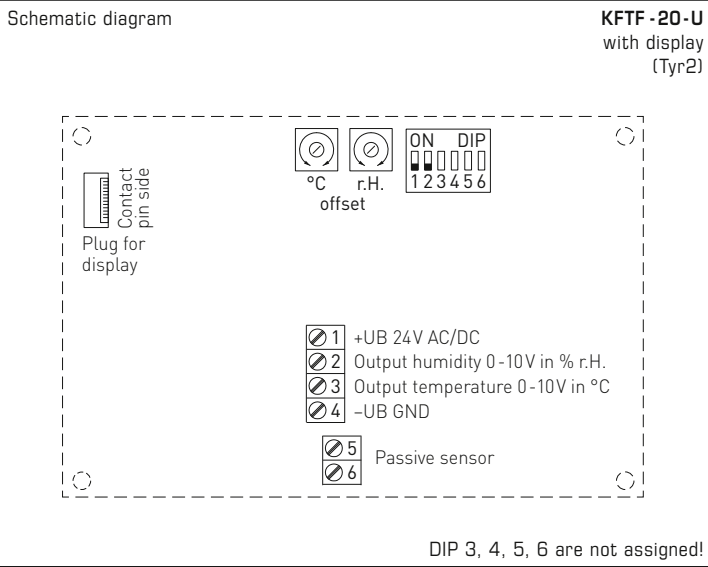 Schematic diagram
KFTF-20-U
with display
(Tyr2)
ON DIP
1 2 3 4 5 6
°C r.H.
offset
Contact
pin side
Plug for
display
1 +UB 24V AC/DC
2 Output humidity 0-10V in % r.H.
3 Output temperature 0-10V in °C
4 –UB GND
5
Passive sensor
6
DIP 3, 4, 5, 6 are not assigned!